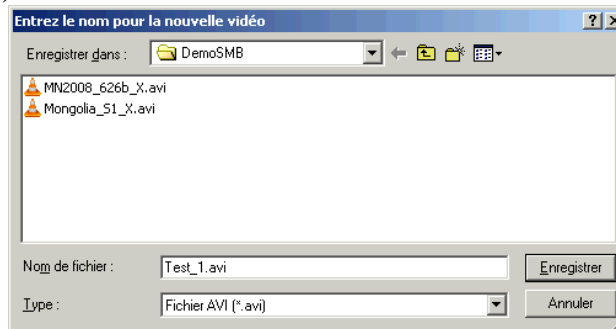 Entrez le nom pour la nouvelle vidéo
Enregistrer dans : DemoSMB
MN2008_626b_X.avi
Mongolia_S1_X.avi
Nom de fichier : Test_1.avi Enregistrer
Type : Fichier AVI (*.avi) Annuler